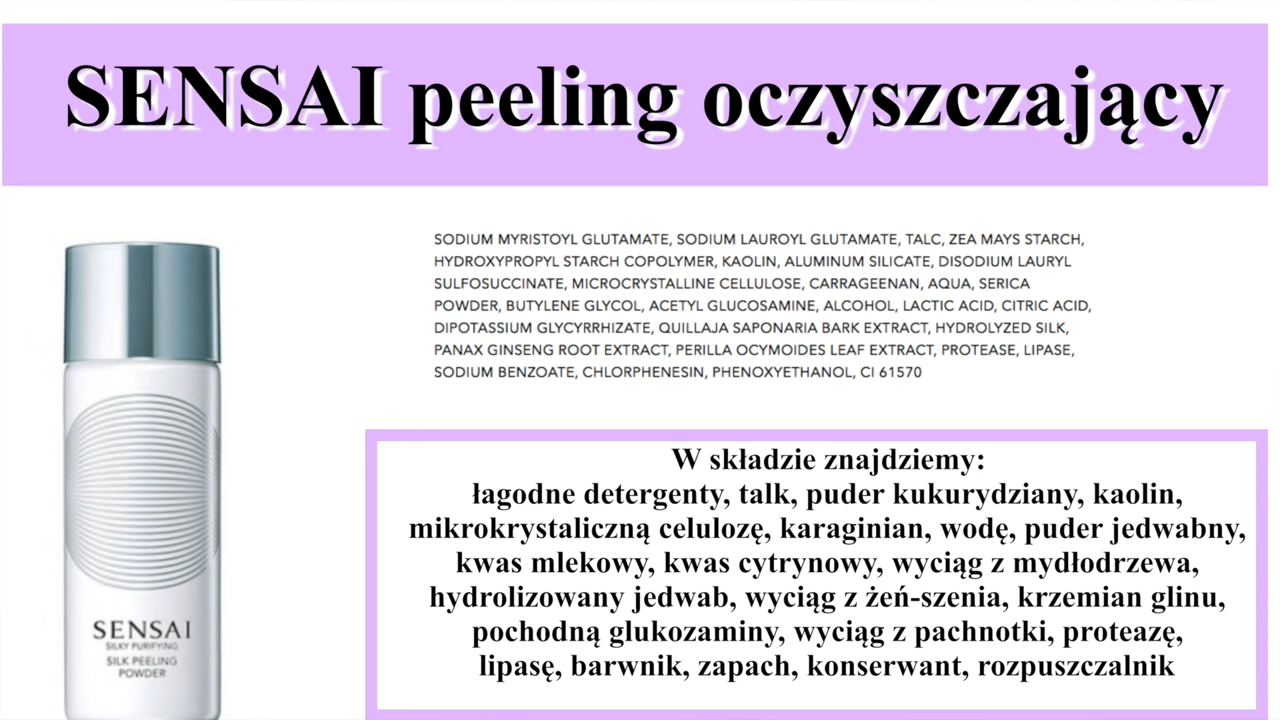 SENSAI peeling oczyszczający
SODIUM MYRISTOYL GLUTAMATE, SODIUM LAUROYL GLUTAMATE, TALC, ZEA MAYS STARCH,
HYDROXYPROPYL STARCH COPOLYMER, KAOLIN, ALUMINUM SILICATE, DISODIUM LAURYL
SULFOSUCCINATE, MICROCRYSTALLINE CELLULOSE, CARRAGEENAN, AQUA, SERICA
POWDER, BUTYLENE GLYCOL, ACETYL GLUCOSAMINE, ALCOHOL, LACTIC ACID, CITRIC ACID,
DIPOTASSIUM GLYCYRRHIZATE, QUILLAJA SAPONARIA BARK EXTRACT, HYDROLYZED SILK,
PANAX GINSENG ROOT EXTRACT, PERILLA OCYMOIDES LEAF EXTRACT, PROTEASE, LIPASE,
SODIUM BENZOATE, CHLORPHENESIN, PHENOXYETHANOL, CI 61570
SENSAI
SILKY PURIFYING
SILK PEELING
POWDER
W składzie znajdziemy:
łagodne detergenty, talk, puder kukurydziany, kaolin,
mikrokrystaliczną celulozę, karaginian, wodę, puder jedwabny,
kwas mlekowy, kwas cytrynowy, wyciąg z mydłodrzewa,
hydrolizowany jedwab, wyciąg z żeń-szenia, krzemian glinu,
pochodną glukozaminy, wyciąg z pachnotki, proteazę,
lipasę, barwnik, zapach, konserwant, rozpuszczalnik